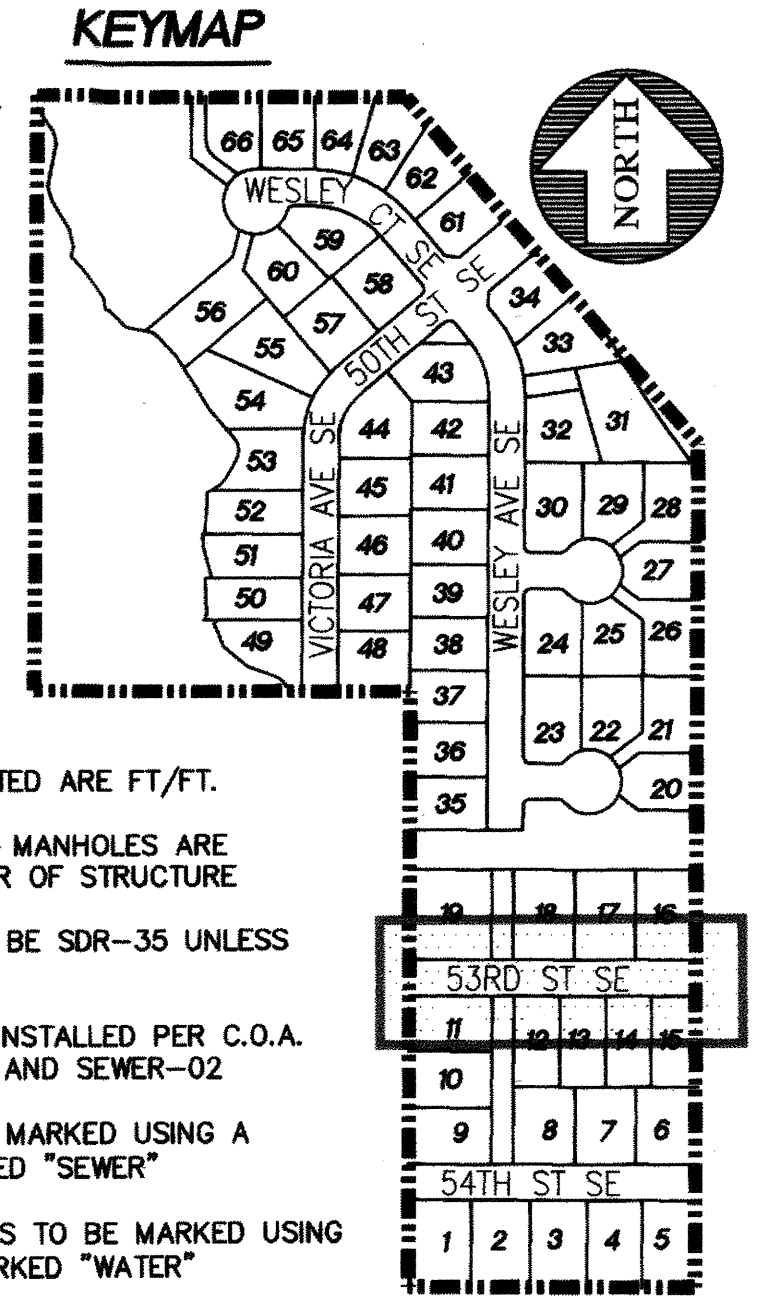 KEYMAP
NORTH
66 65 64 63
62
61
WESLEY CT SE
59
60 58
56 57
55
54
50TH ST SE
34
33
43
32 31
44 42
53
45 41
30 29 28
52
46 40
51
27
50
47 39
49
48 38
24 25 26
VICTORIA AVE SE
WESLEY AVE SE
37
23 22 21
36
20
35
19 18 17 16
53RD ST SE
11 12 13 14 15
10
9 8 7 6
54TH ST SE
1 2 3 4 5
TED ARE FT/FT.
MANHOLES ARE
R OF STRUCTURE
BE SDR-35 UNLESS
NSTALLED PER C.O.A.
AND SEWER-02
MARKED USING A
ED "SEWER"
S TO BE MARKED USING
RKED "WATER"